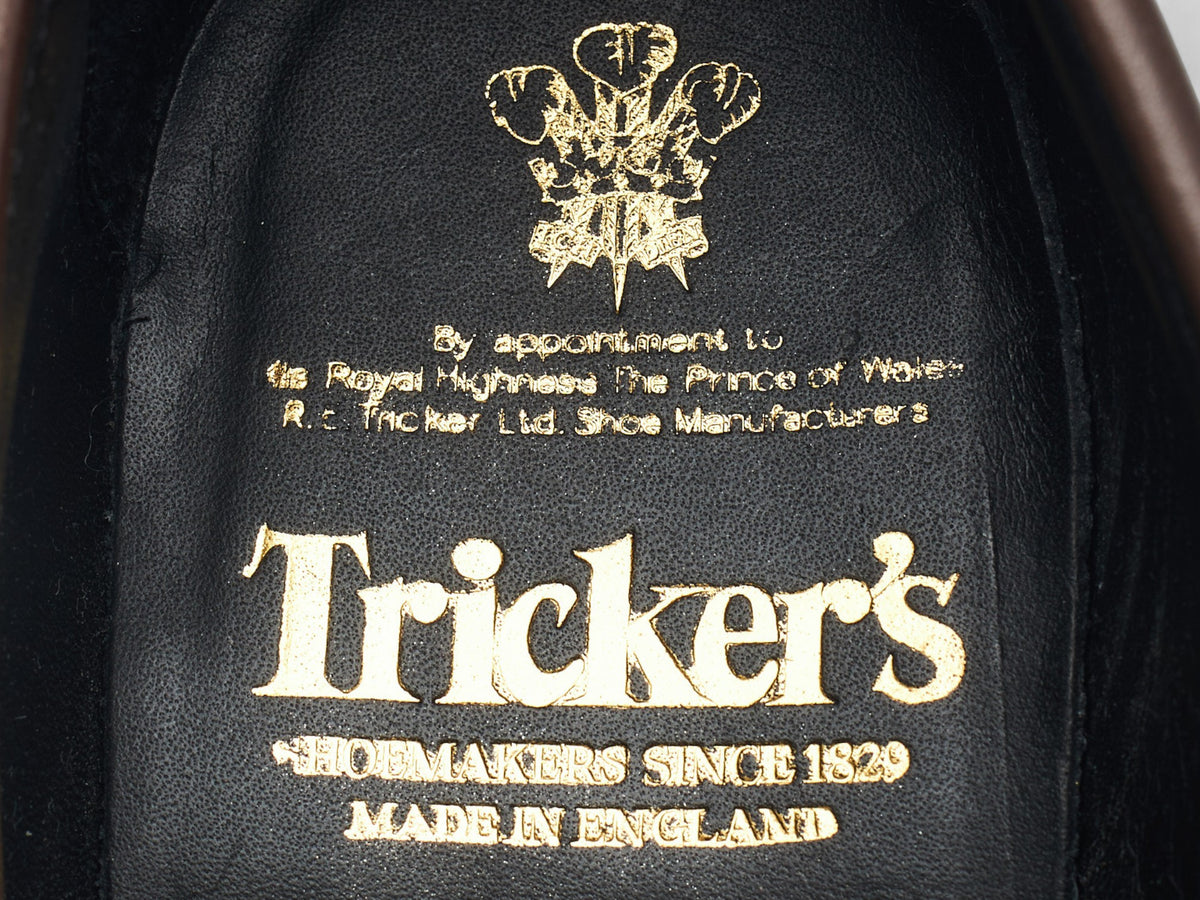 By appointment to
His Royal Highness The Prince of Wales
R.E. Tricker Ltd. Shoe Manufacturers
Tricker's
SHOEMAKERS SINCE 1829
MADE IN ENGLAND